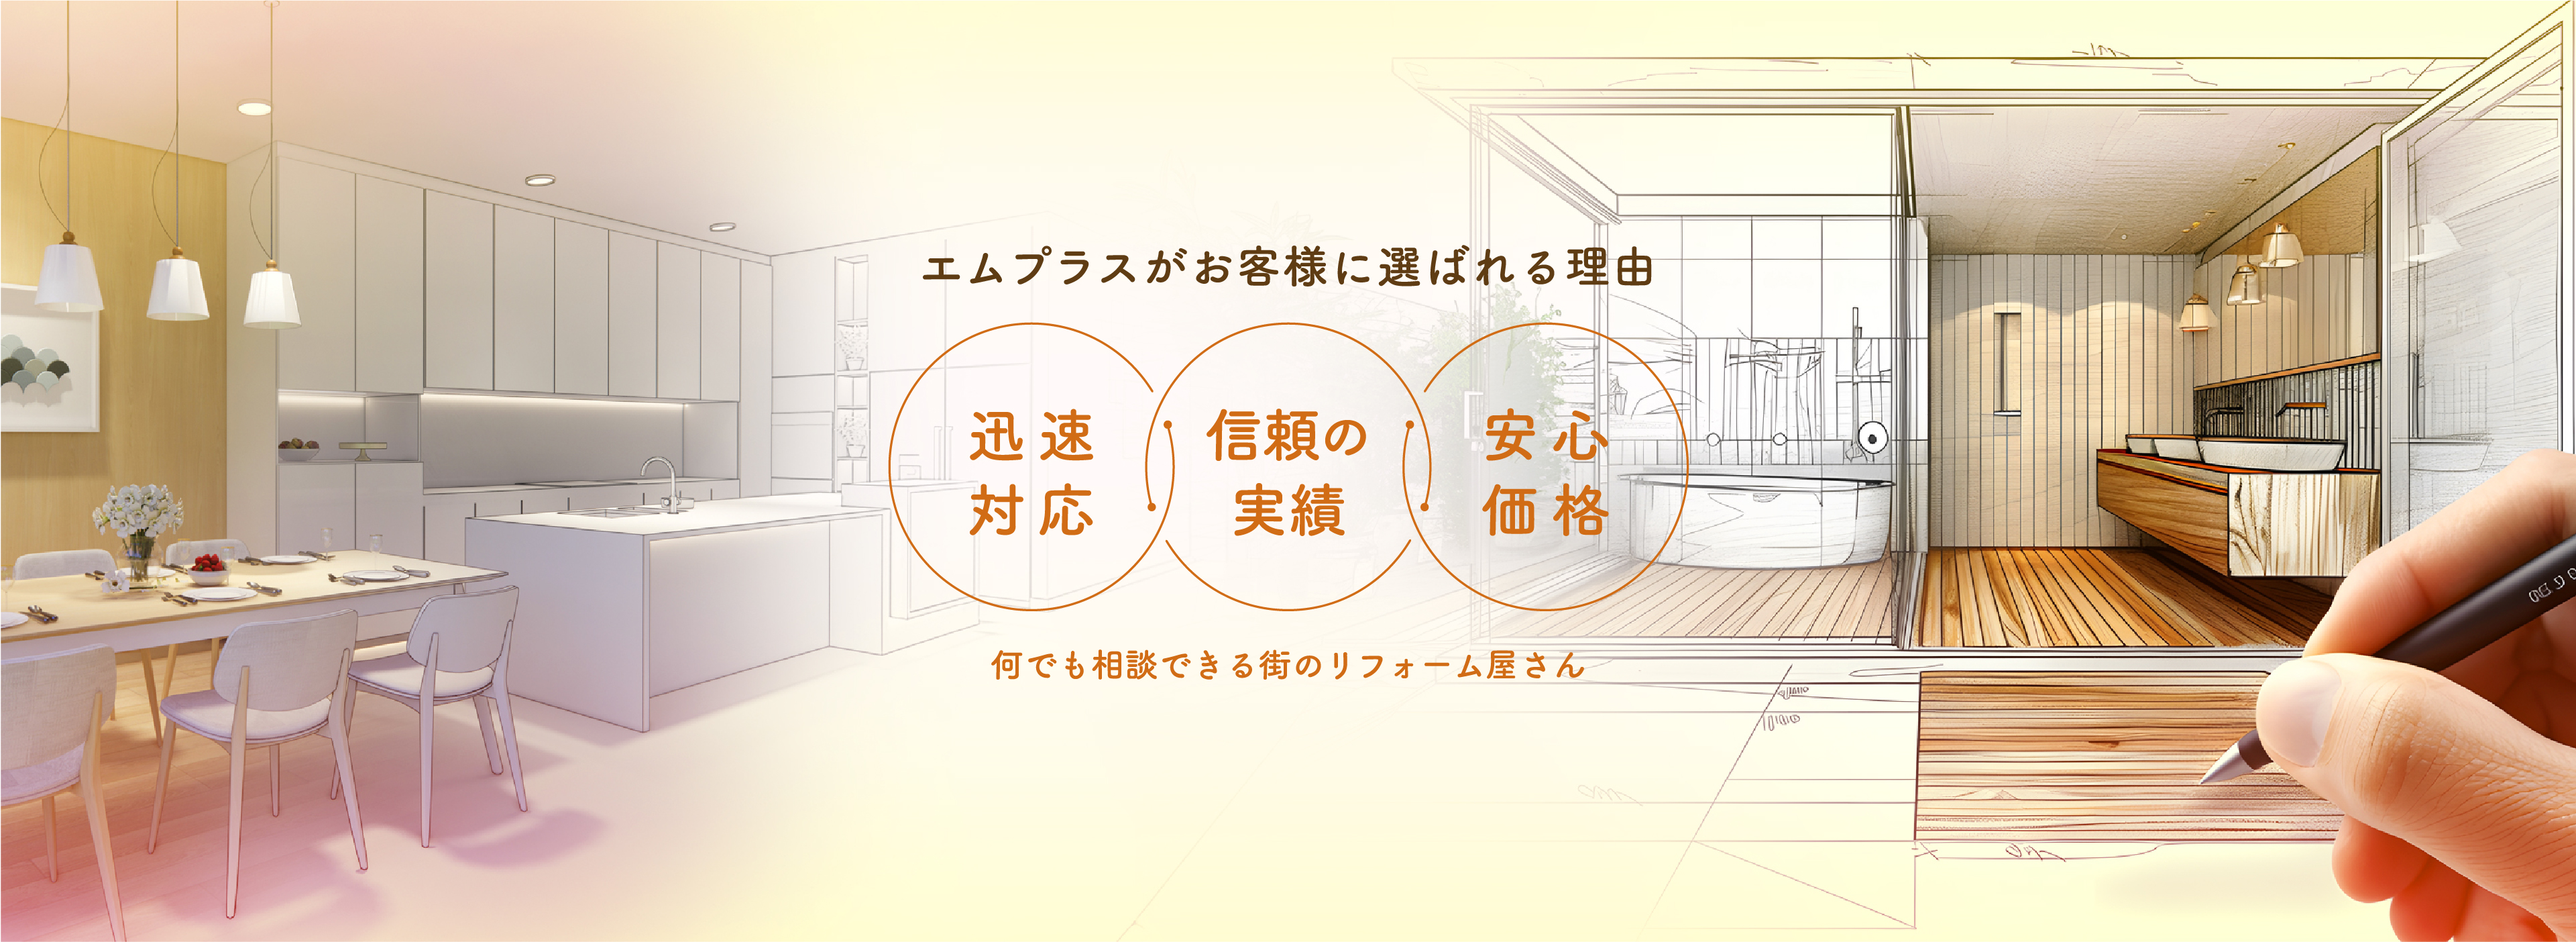 エムプラスがお客様に選ばれる理由
迅速
対応
信頼の
実績
安心
価格
何でも相談できる街のリフォーム屋さん